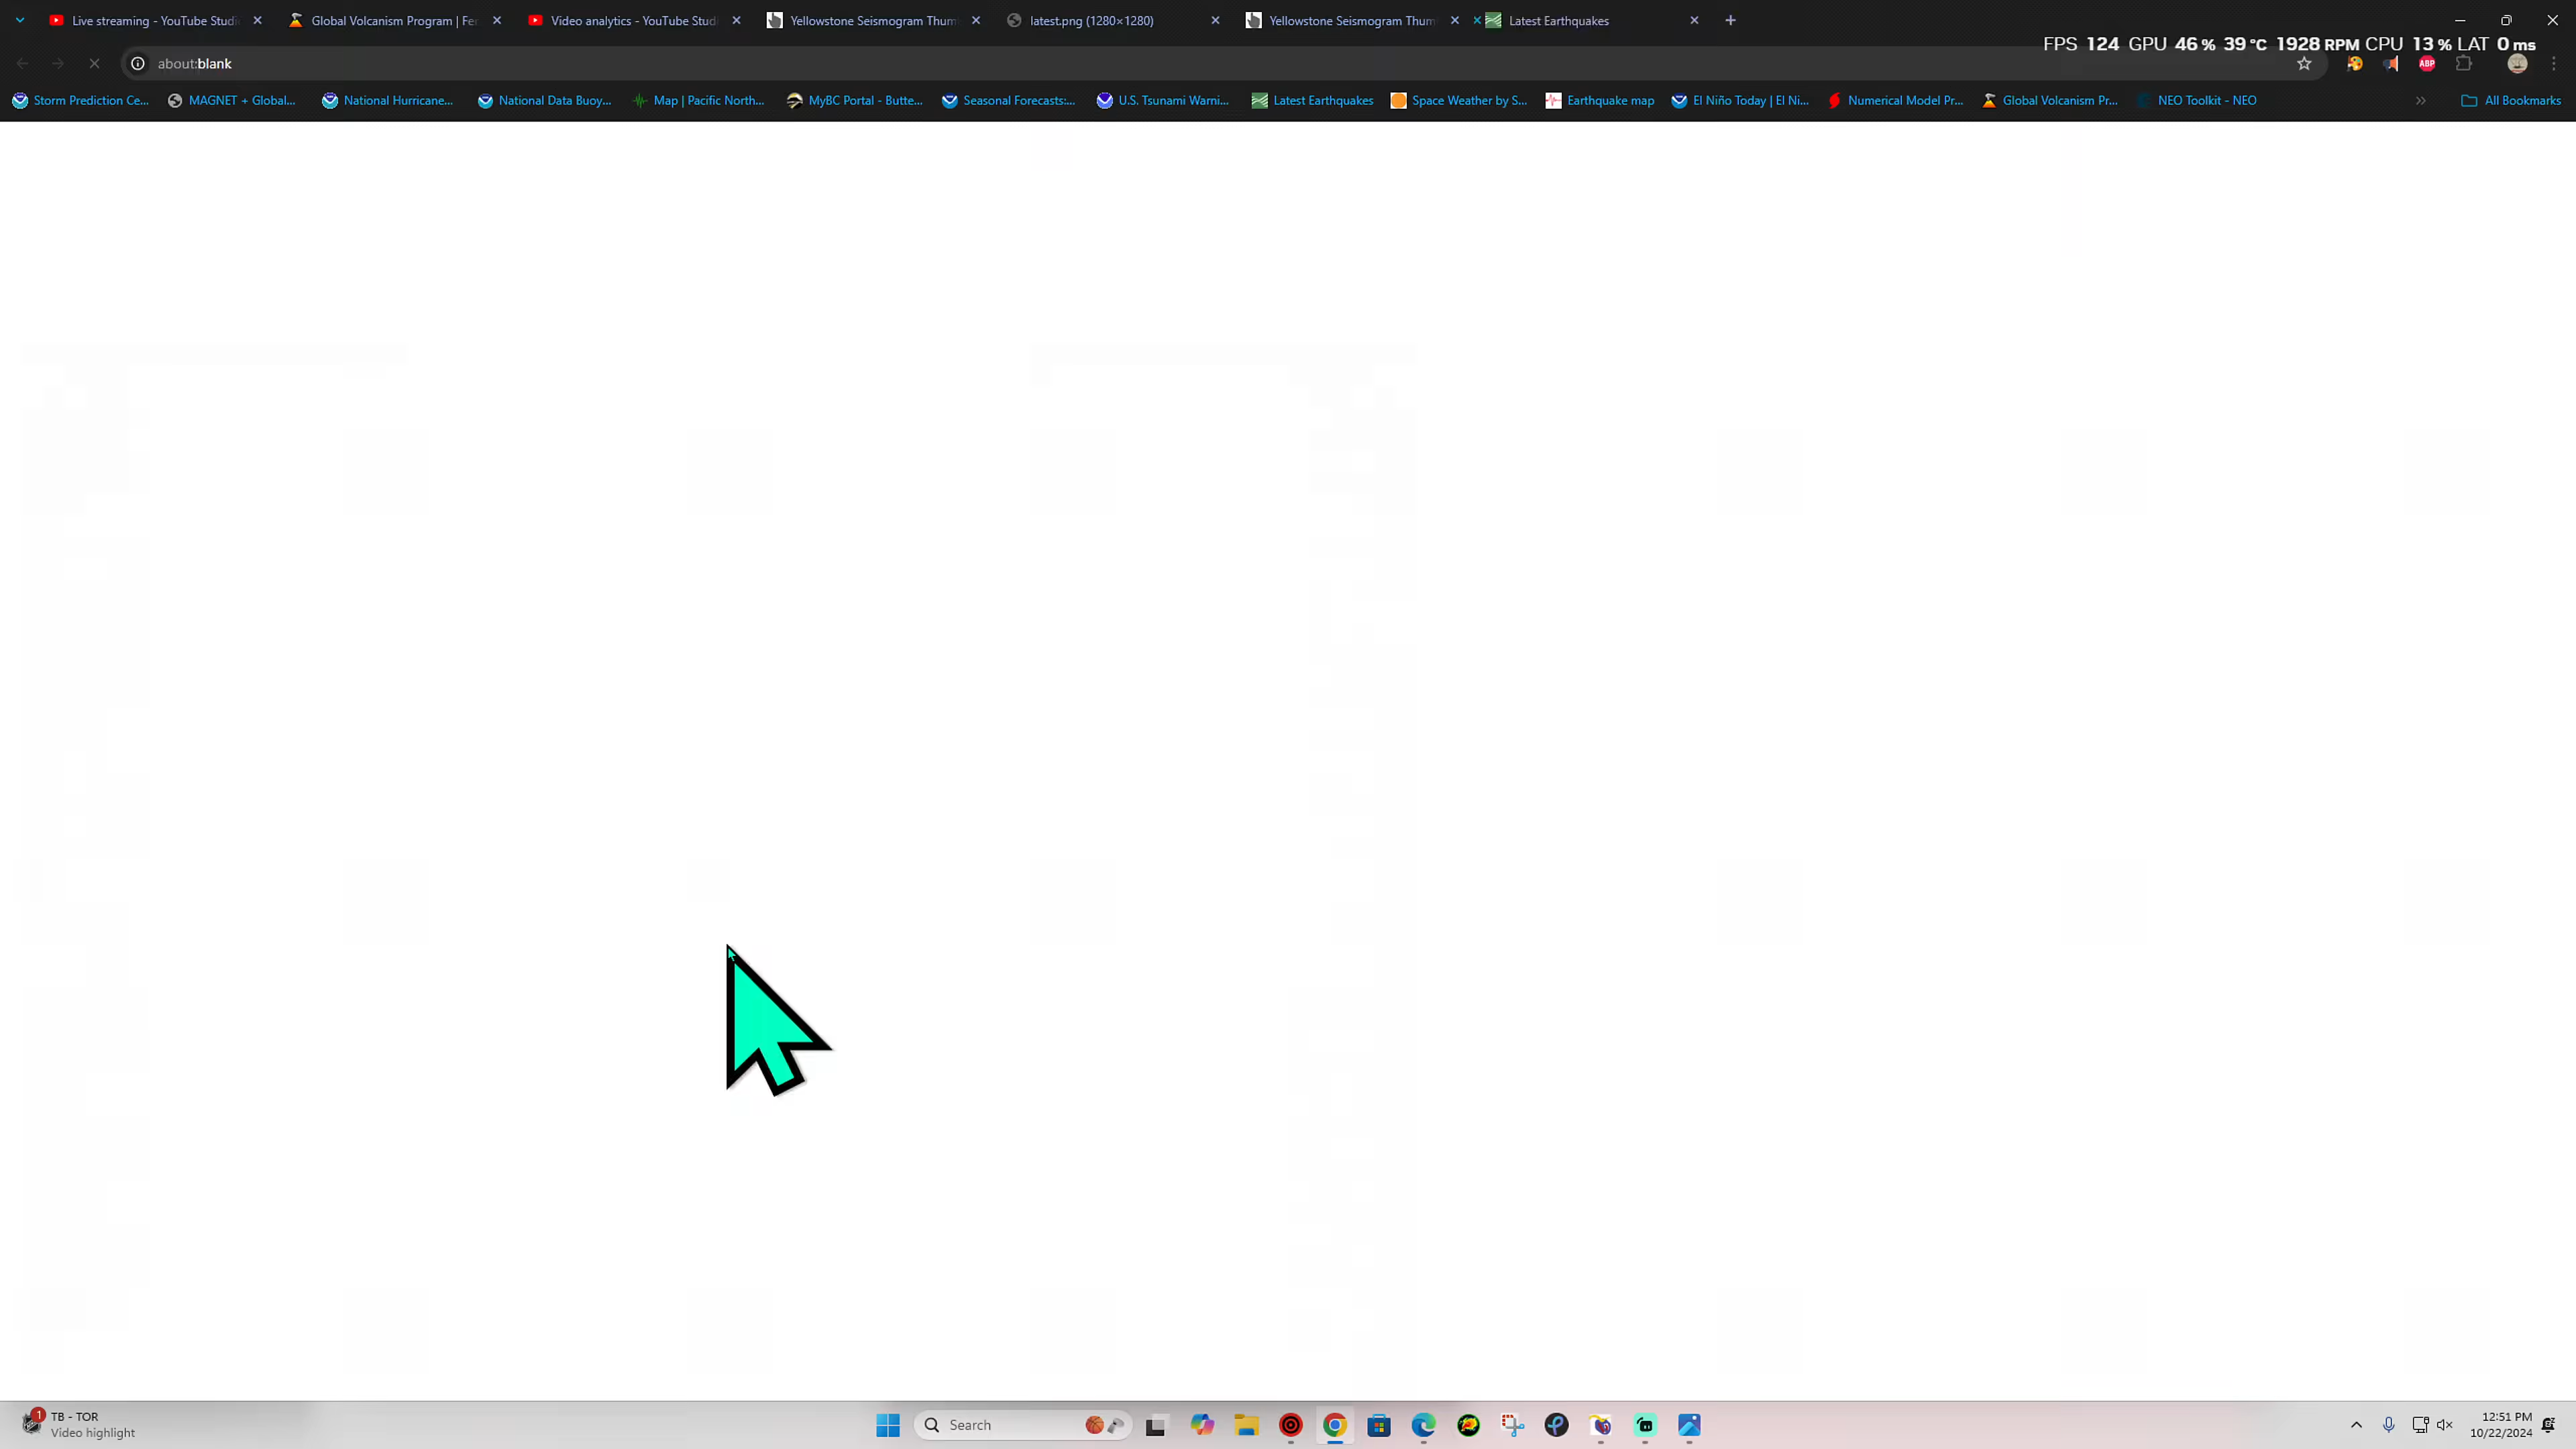 Live streaming - YouTube Studi
Global Volcanism Program | Fer
Video analytics - YouTube Studi
Yellowstone Seismogram Thum
latest.png (1280×1280)
Yellowstone Seismogram Thum
Latest Earthquakes
FPS 124 GPU 46 % 39 °C 1928 RPM CPU 13 % LAT 0 ms
about:blank
ABP
Storm Prediction Ce...
MAGNET + Global...
National Hurricane...
National Data Buoy...
Map | Pacific North...
MyBC Portal - Butte...
Seasonal Forecasts:...
U.S. Tsunami Warni...
Latest Earthquakes
Space Weather by S...
Earthquake map
El Niño Today | El Ni...
Numerical Model Pr...
Global Volcanism Pr...
NEO Toolkit - NEO
All Bookmarks
1
TB - TOR
Video highlight
Search
12:51 PM
10/22/2024